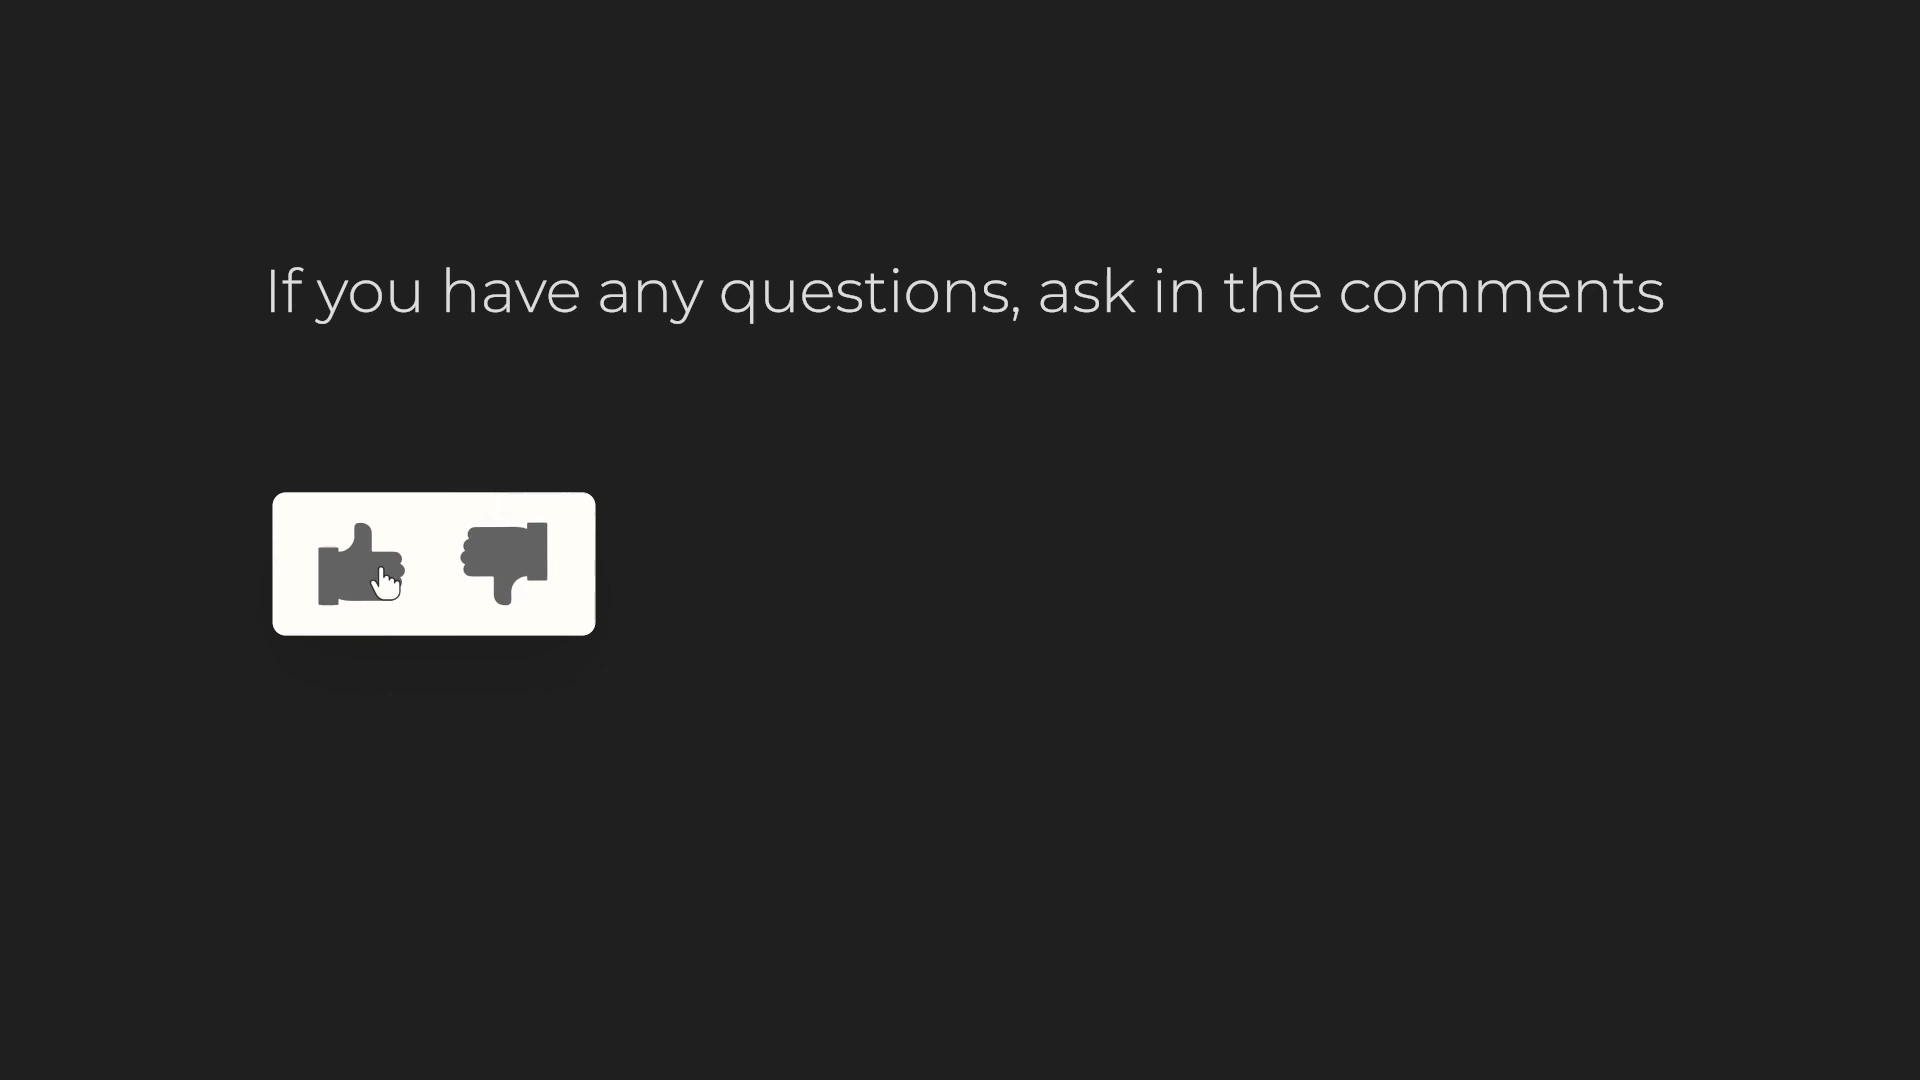 If you have any questions, ask in the comments